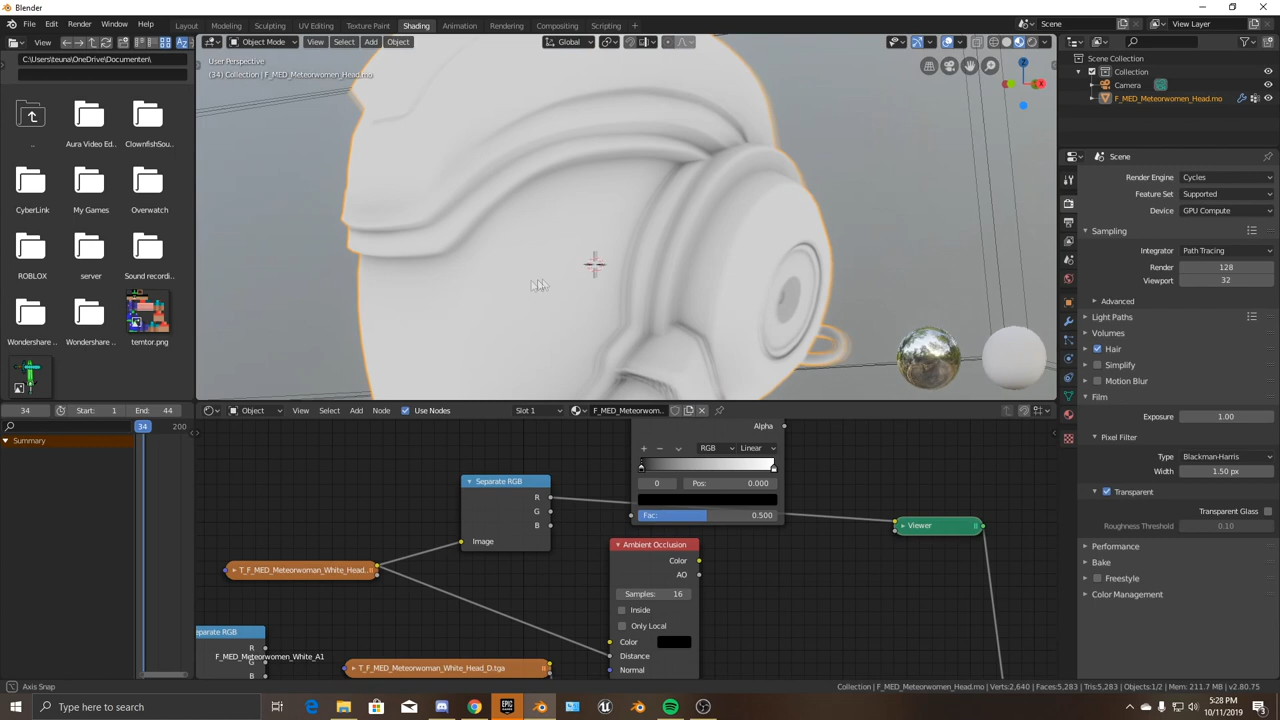 Blender
File Edit Render Window Help Layout Modeling Sculpting UV Editing Texture Paint Shading Animation Rendering Compositing Scripting Scene View Layer
View
C:\Users\teuna\OneDrive\Documenten\
..
Aura Video Ed..
ClownfishSou..
CyberLink
My Games
Overwatch
ROBLOX
server
Sound recordi..
Wondershare ..
Wondershare ..
temtor.png
Object Mode View Select Add Object Global
User Perspective
(34) Collection | F_MED_Meteorwomen_Head.mo
Scene Collection
Collection
Camera
F_MED_Meteorwomen_Head.mo
Scene
Render Engine Cycles
Feature Set Supported
Device GPU Compute
Sampling
Integrator Path Tracing
Render 128
Viewport 32
Advanced
Light Paths
Volumes
Hair
Simplify
Motion Blur
Film
Exposure 1.00
Pixel Filter
Type Blackman-Harris
Width 1.50 px
Transparent
Transparent Glass
Roughness Threshold 0.10
Performance
Bake
Freestyle
Color Management
34 Start: 1 End: 44
34 200
Summary
Object View Select Add Node Use Nodes Slot 1 F_MED_Meteorwom..
Alpha
RGB Linear
0 Pos: 0.000
Fac: 0.500
Separate RGB
R
G
B
Image
Viewer
T_F_MED_Meteorwoman_White_Head..
Ambient Occlusion
Color
AO
Samples: 16
Inside
Only Local
Color
Distance
Normal
eparate RGB
R
G
B
F_MED_Meteorwomen_White_A1
T_F_MED_Meteorwoman_White_Head_D.tga
Axis Snap
Collection | F_MED_Meteorwomen_Head.mo | Verts:2,640 | Faces:5,283 | Tris:5,283 | Objects:1/2 | Mem: 211.7 MB | v2.80.75
Type here to search
EPIC
5:28 PM
10/11/2019